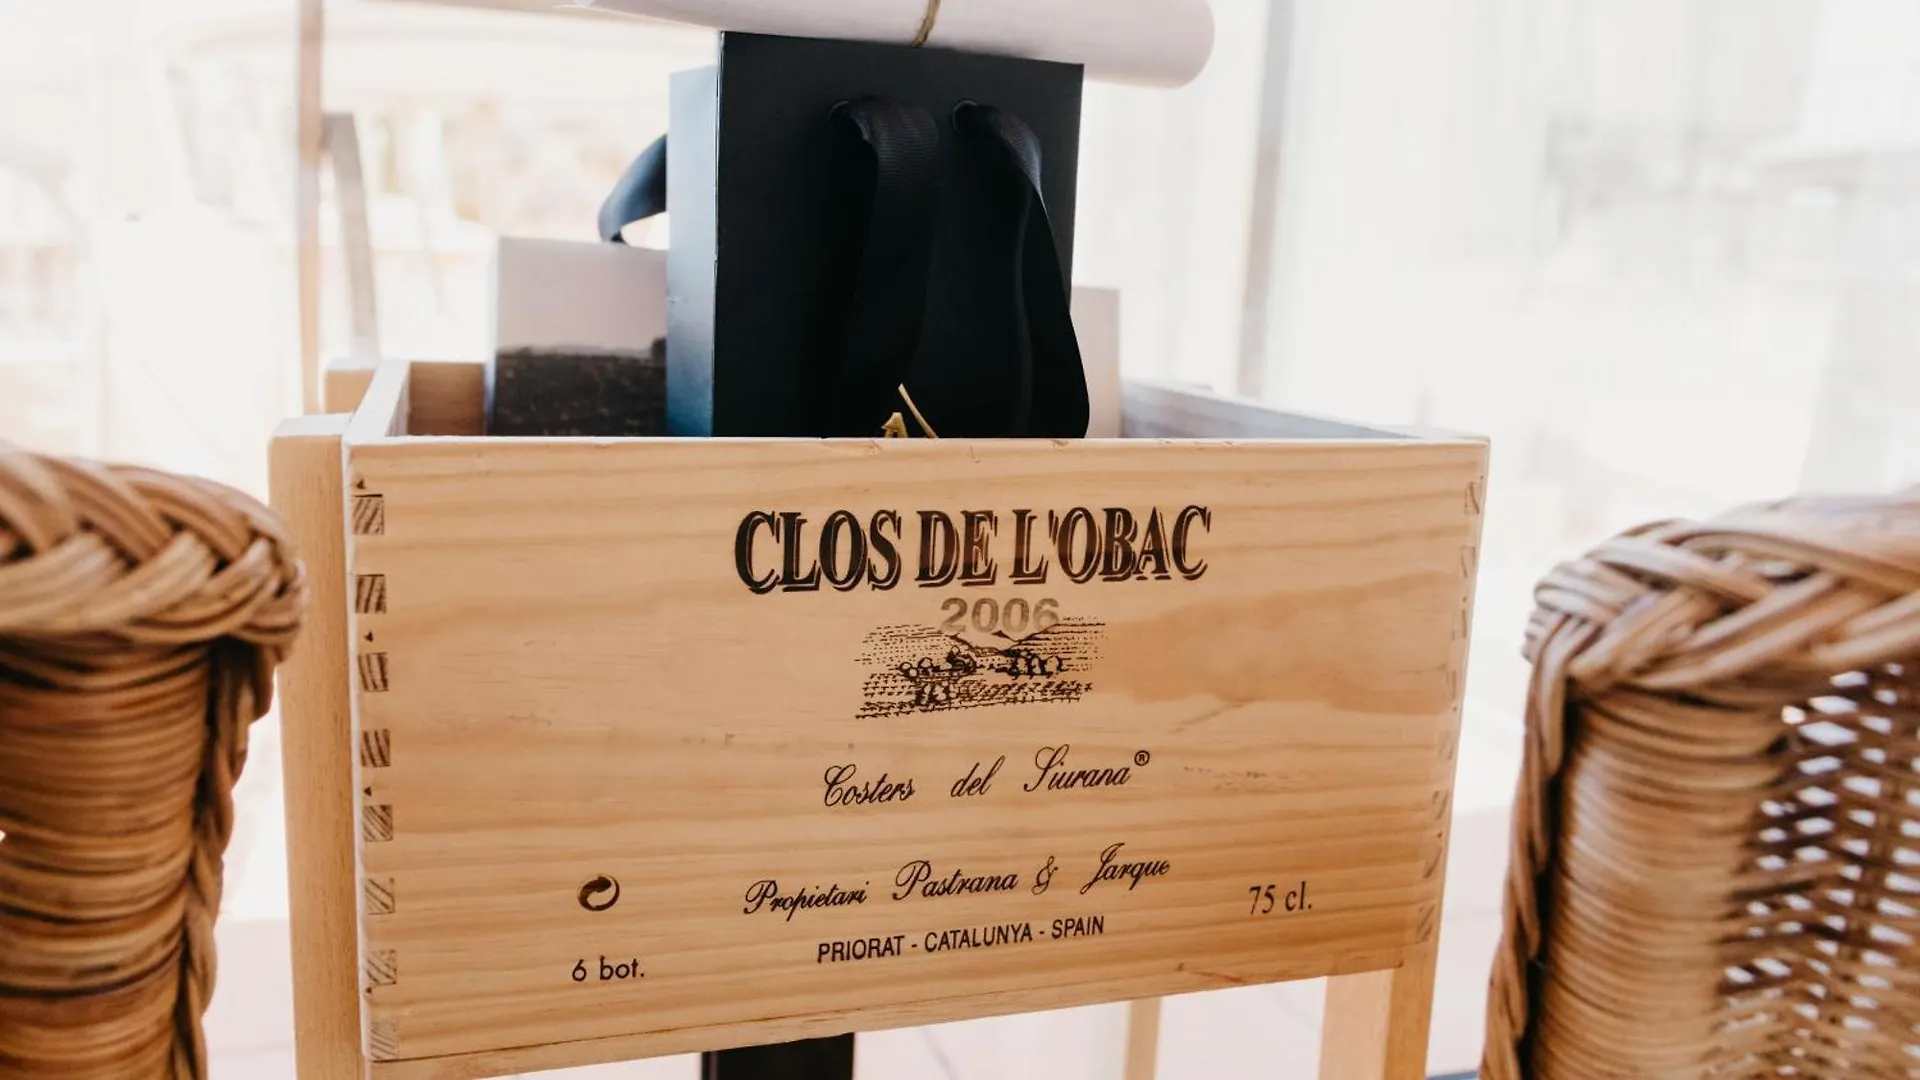 CLOS DE L'OBAC
2006
Costers del Siurana®
Propietari Pastrana & Jarque
75 cl.
PRIORAT - CATALUNYA - SPAIN
6 bot.